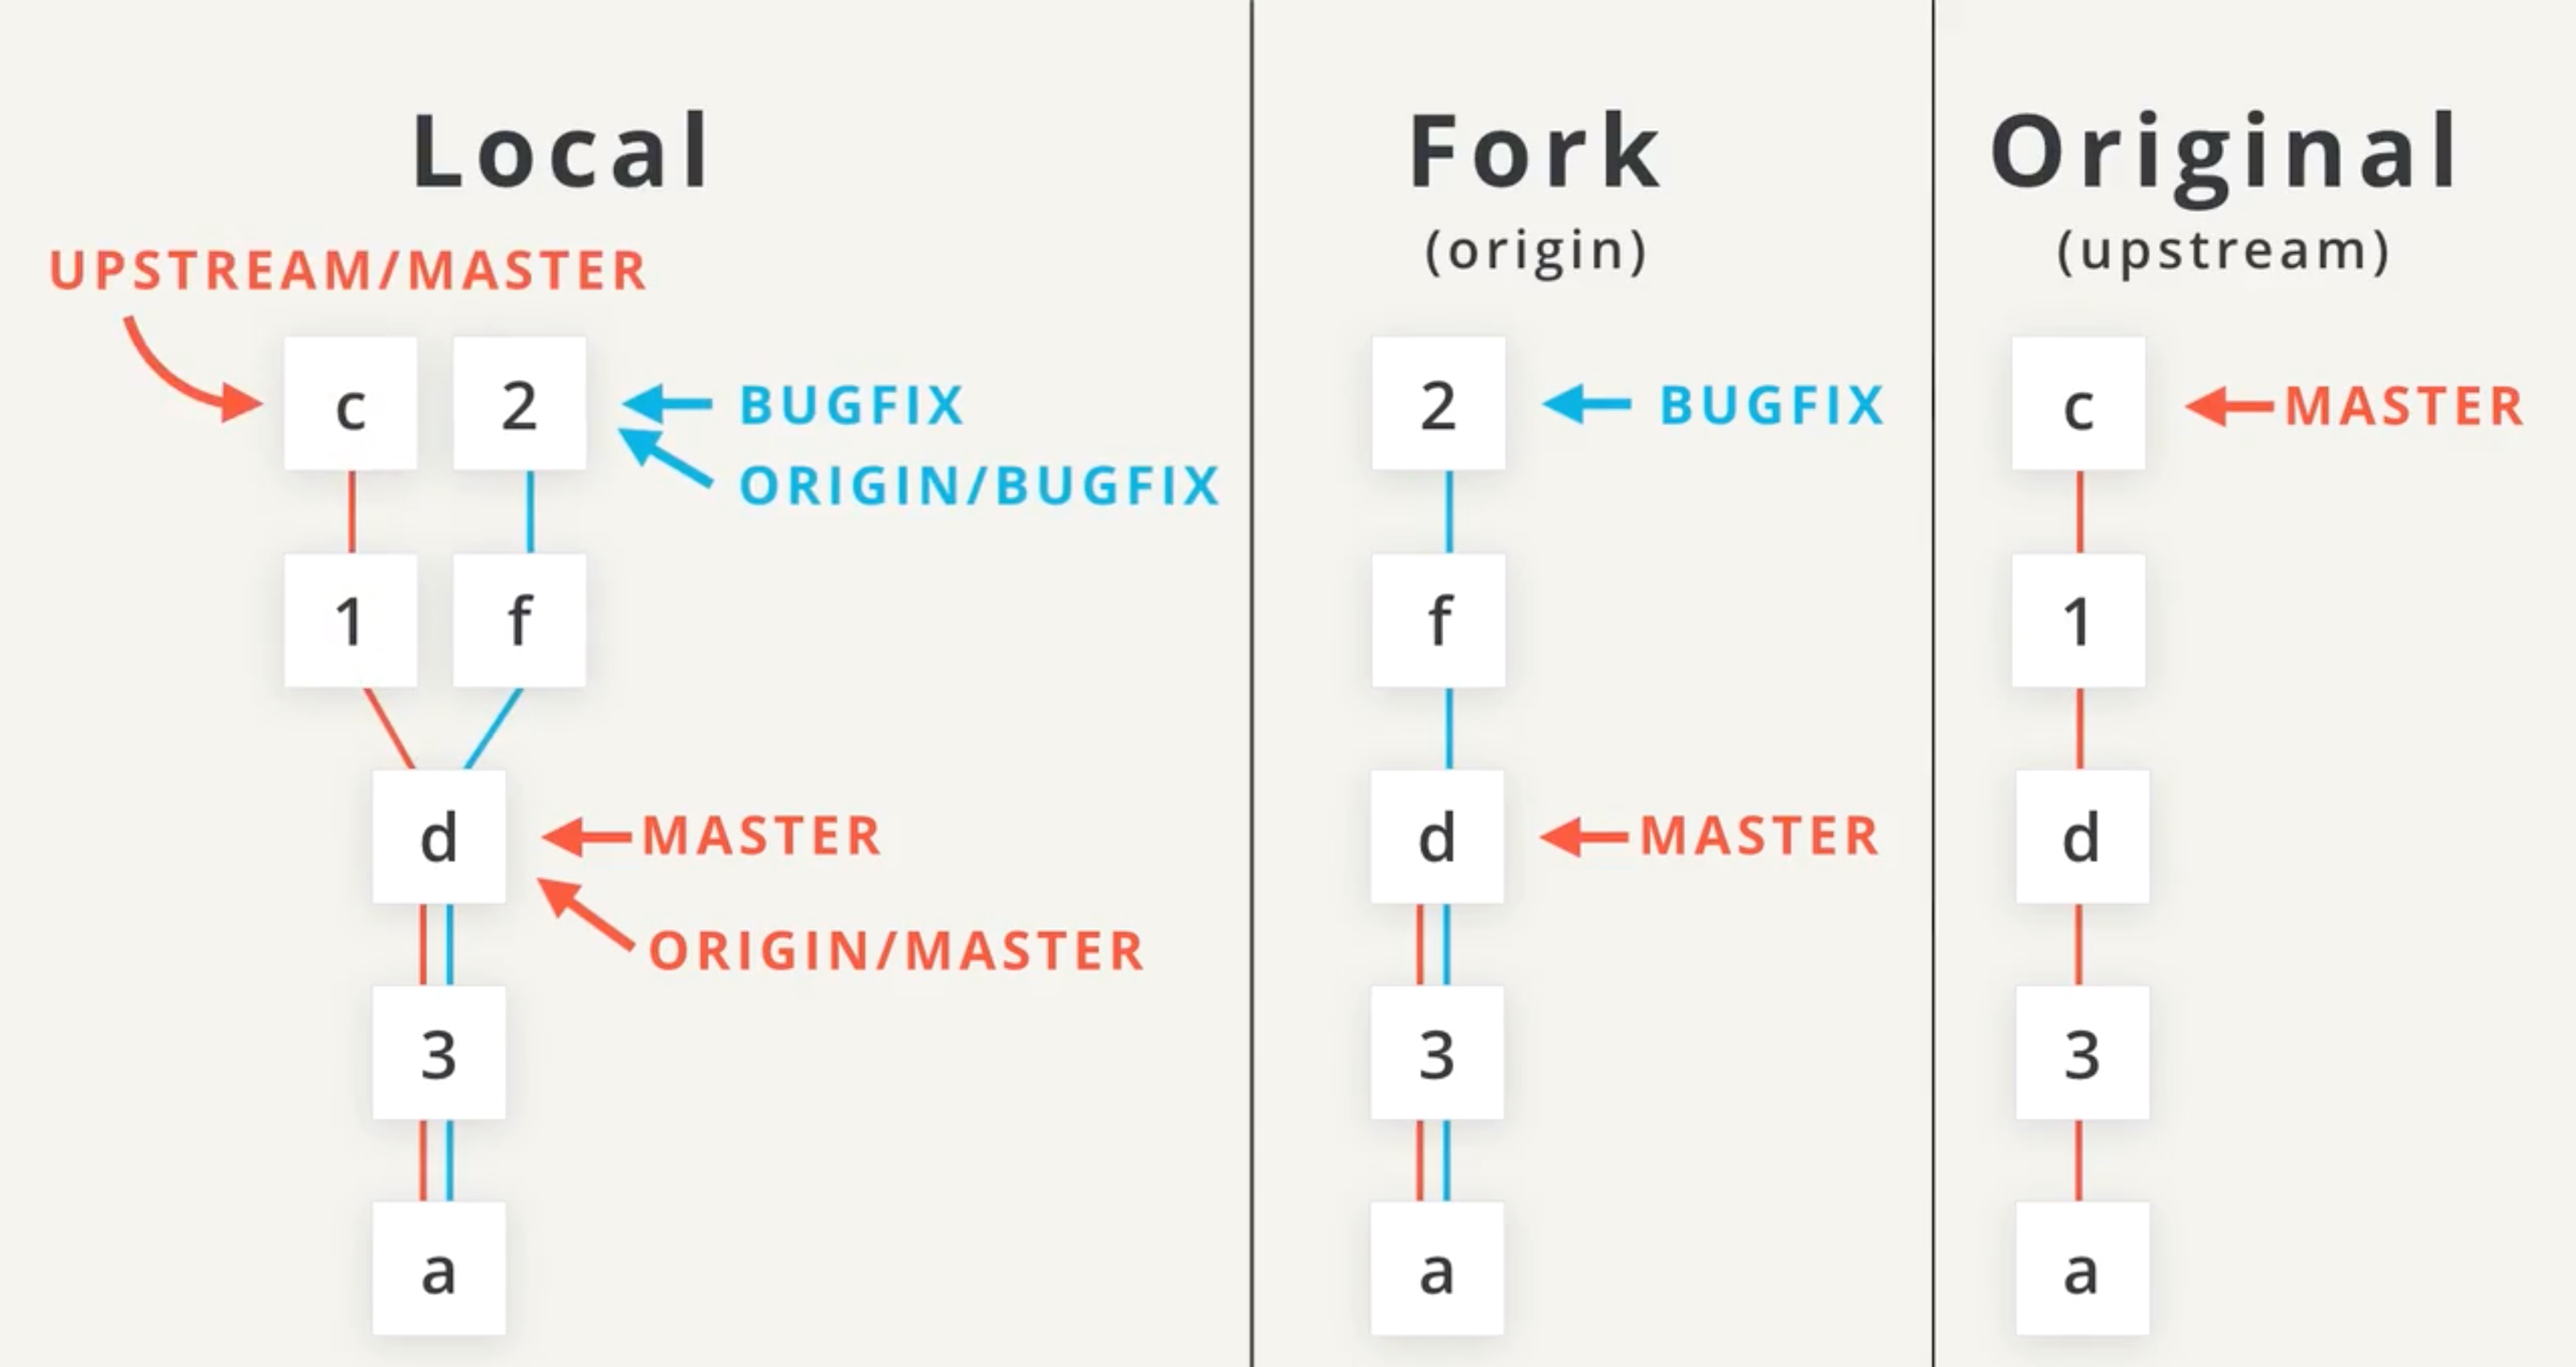 Local
UPSTREAM/MASTER
c
2
BUGFIX
ORIGIN/BUGFIX
1
f
d
MASTER
ORIGIN/MASTER
3
a
Fork
(origin)
2
BUGFIX
f
d
MASTER
3
a
Original
(upstream)
c
MASTER
1
d
3
a